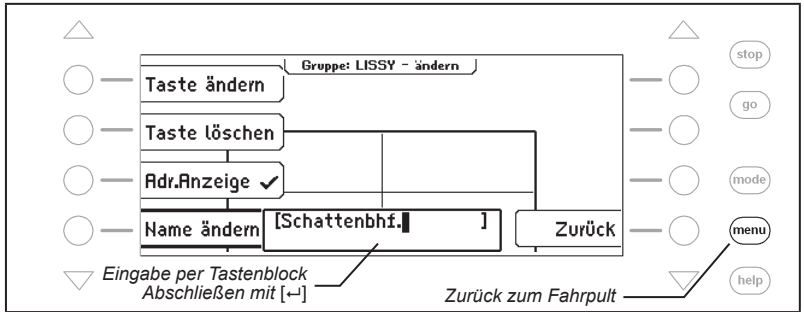 Gruppe: LISSY - ändern
stop
Taste ändern
go
Taste löschen
Adr.Anzeige ✓
mode
Name ändern
[Schattenbhf. ]
Zurück
menu
Eingabe per Tastenblock
Abschließen mit [↵]
Zurück zum Fahrpult
help